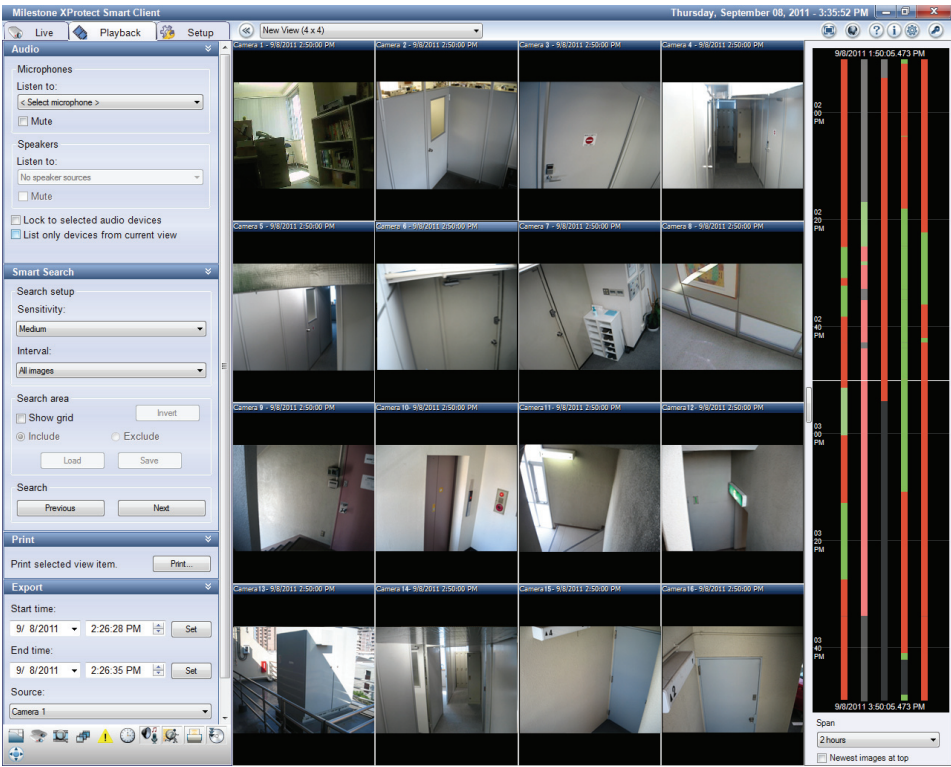 Milestone XProtect Smart Client
Thursday, September 08, 2011 - 3:35:52 PM
Live
Playback
Setup
New View (4 x 4)
Audio
Microphones
Listen to:
< Select microphone >
Mute
Speakers
Listen to:
No speaker sources
Mute
Lock to selected audio devices
List only devices from current view
Smart Search
Search setup
Sensitivity:
Medium
Interval:
All images
Search area
Show grid
Invert
Include
Exclude
Load
Save
Search
Previous
Next
Print
Print selected view item.
Print...
Export
Start time:
9/ 8/2011
2:26:28 PM
Set
End time:
9/ 8/2011
2:26:35 PM
Set
Source:
Camera 1
Camera 1 - 9/8/2011 2:50:00 PM
Camera 2 - 9/8/2011 2:50:00 PM
Camera 3 - 9/8/2011 2:50:00 PM
Camera 4 - 9/8/2011 2:50:00 PM
Camera 5 - 9/8/2011 2:50:00 PM
Camera 6 - 9/8/2011 2:50:00 PM
Camera 7 - 9/8/2011 2:50:00 PM
Camera 8 - 9/8/2011 2:50:00 PM
Camera 9 - 9/8/2011 2:50:00 PM
Camera 10- 9/8/2011 2:50:00 PM
Camera11- 9/8/2011 2:50:00 PM
Camera12- 9/8/2011 2:50:00 PM
Camera13- 9/8/2011 2:50:00 PM
Camera 14- 9/8/2011 2:50:00 PM
Camera15- 9/8/2011 2:50:00 PM
Camera16- 9/8/2011 2:50:00 PM
9/8/2011 1:50:05.473 PM
02
00
PM
02
20
PM
02
40
PM
03
00
PM
03
20
PM
03
40
PM
9/8/2011 3:50:05.473 PM
Span
2 hours
Newest images at top